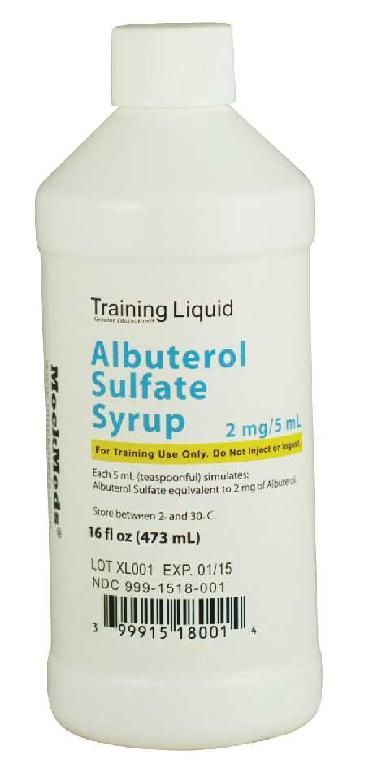 Training Liquid
Albuterol
Sulfate
Syrup 2 mg/5 mL
For Training Use Only. Do Not Inject or Ingest.
Each 5 mL (teaspoonful) simulates:
Albuterol Sulfate equivalent to 2 mg of Albuterol.
Store between 2- and 30- C
16 fl oz (473 mL)
LOT XL001 EXP. 01/15
NDC 999-1518-001
3 99915 18001 4
MockMeds®